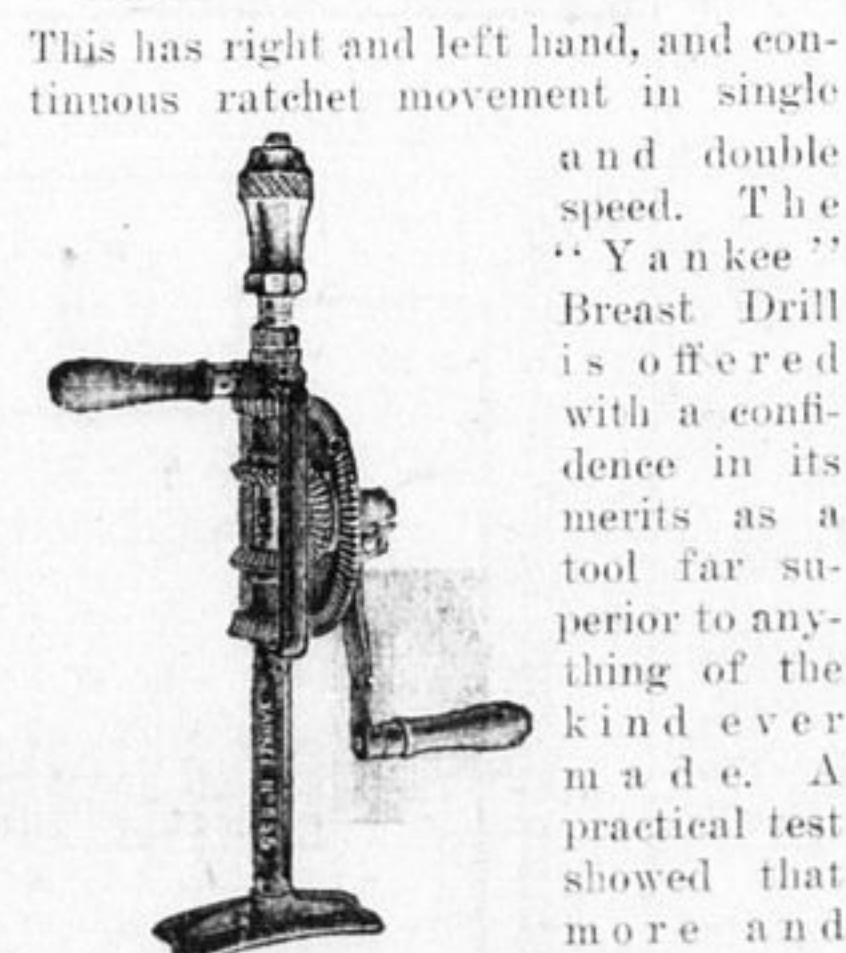 This has right and left hand, and con-
tinuous ratchet movement in single
and double
speed. The
“Yankee”
Breast Drill
is offered
with a confi-
dence in its
merits as a
tool far su-
perior to any-
thing of the
kind ever
made. A
practical test
showed that
more and